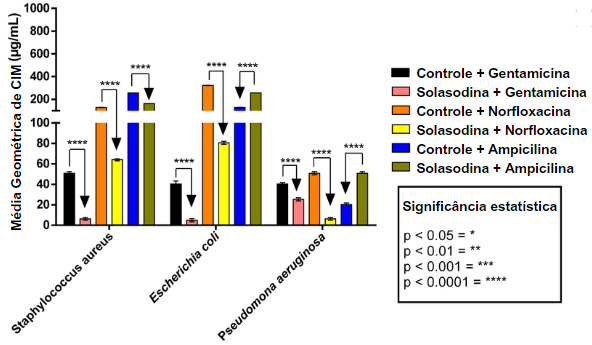 Média Geométrica de CIM (µg/mL)
1000
800
600
400
200
100
80
60
40
20
0
****
****
****
****
****
****
****
****
****
****
Staphylococcus aureus
Escherichia coli
Pseudomona aeruginosa
Controle + Gentamicina
Solasodina + Gentamicina
Controle + Norfloxacina
Solasodina + Norfloxacina
Controle + Ampicilina
Solasodina + Ampicilina
Significância estatística
p < 0.05 = *
p < 0.01 = **
p < 0.001 = ***
p < 0.0001 = ****